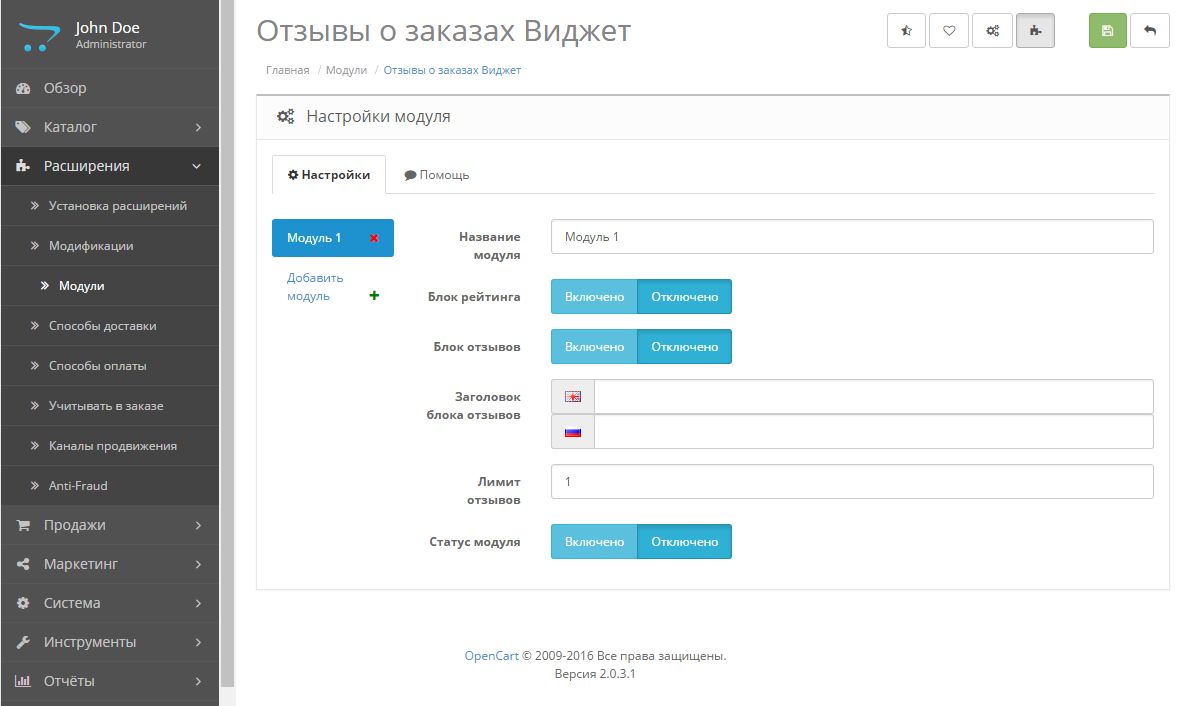 John Doe
Administrator
Обзор
Каталог
Расширения
Установка расширений
Модификации
Модули
Способы доставки
Способы оплаты
Учитывать в заказе
Каналы продвижения
Anti-Fraud
Продажи
Маркетинг
Система
Инструменты
Отчёты
Отзывы о заказах Виджет
Главная / Модули / Отзывы о заказах Виджет
Настройки модуля
Настройки Помощь
Модуль 1
Добавить
модуль
Название
модуля
Модуль 1
Блок рейтинга
Включено Отключено
Блок отзывов
Включено Отключено
Заголовок
блока отзывов
Лимит
отзывов
1
Статус модуля
Включено Отключено
OpenCart © 2009-2016 Все права защищены.
Версия 2.0.3.1